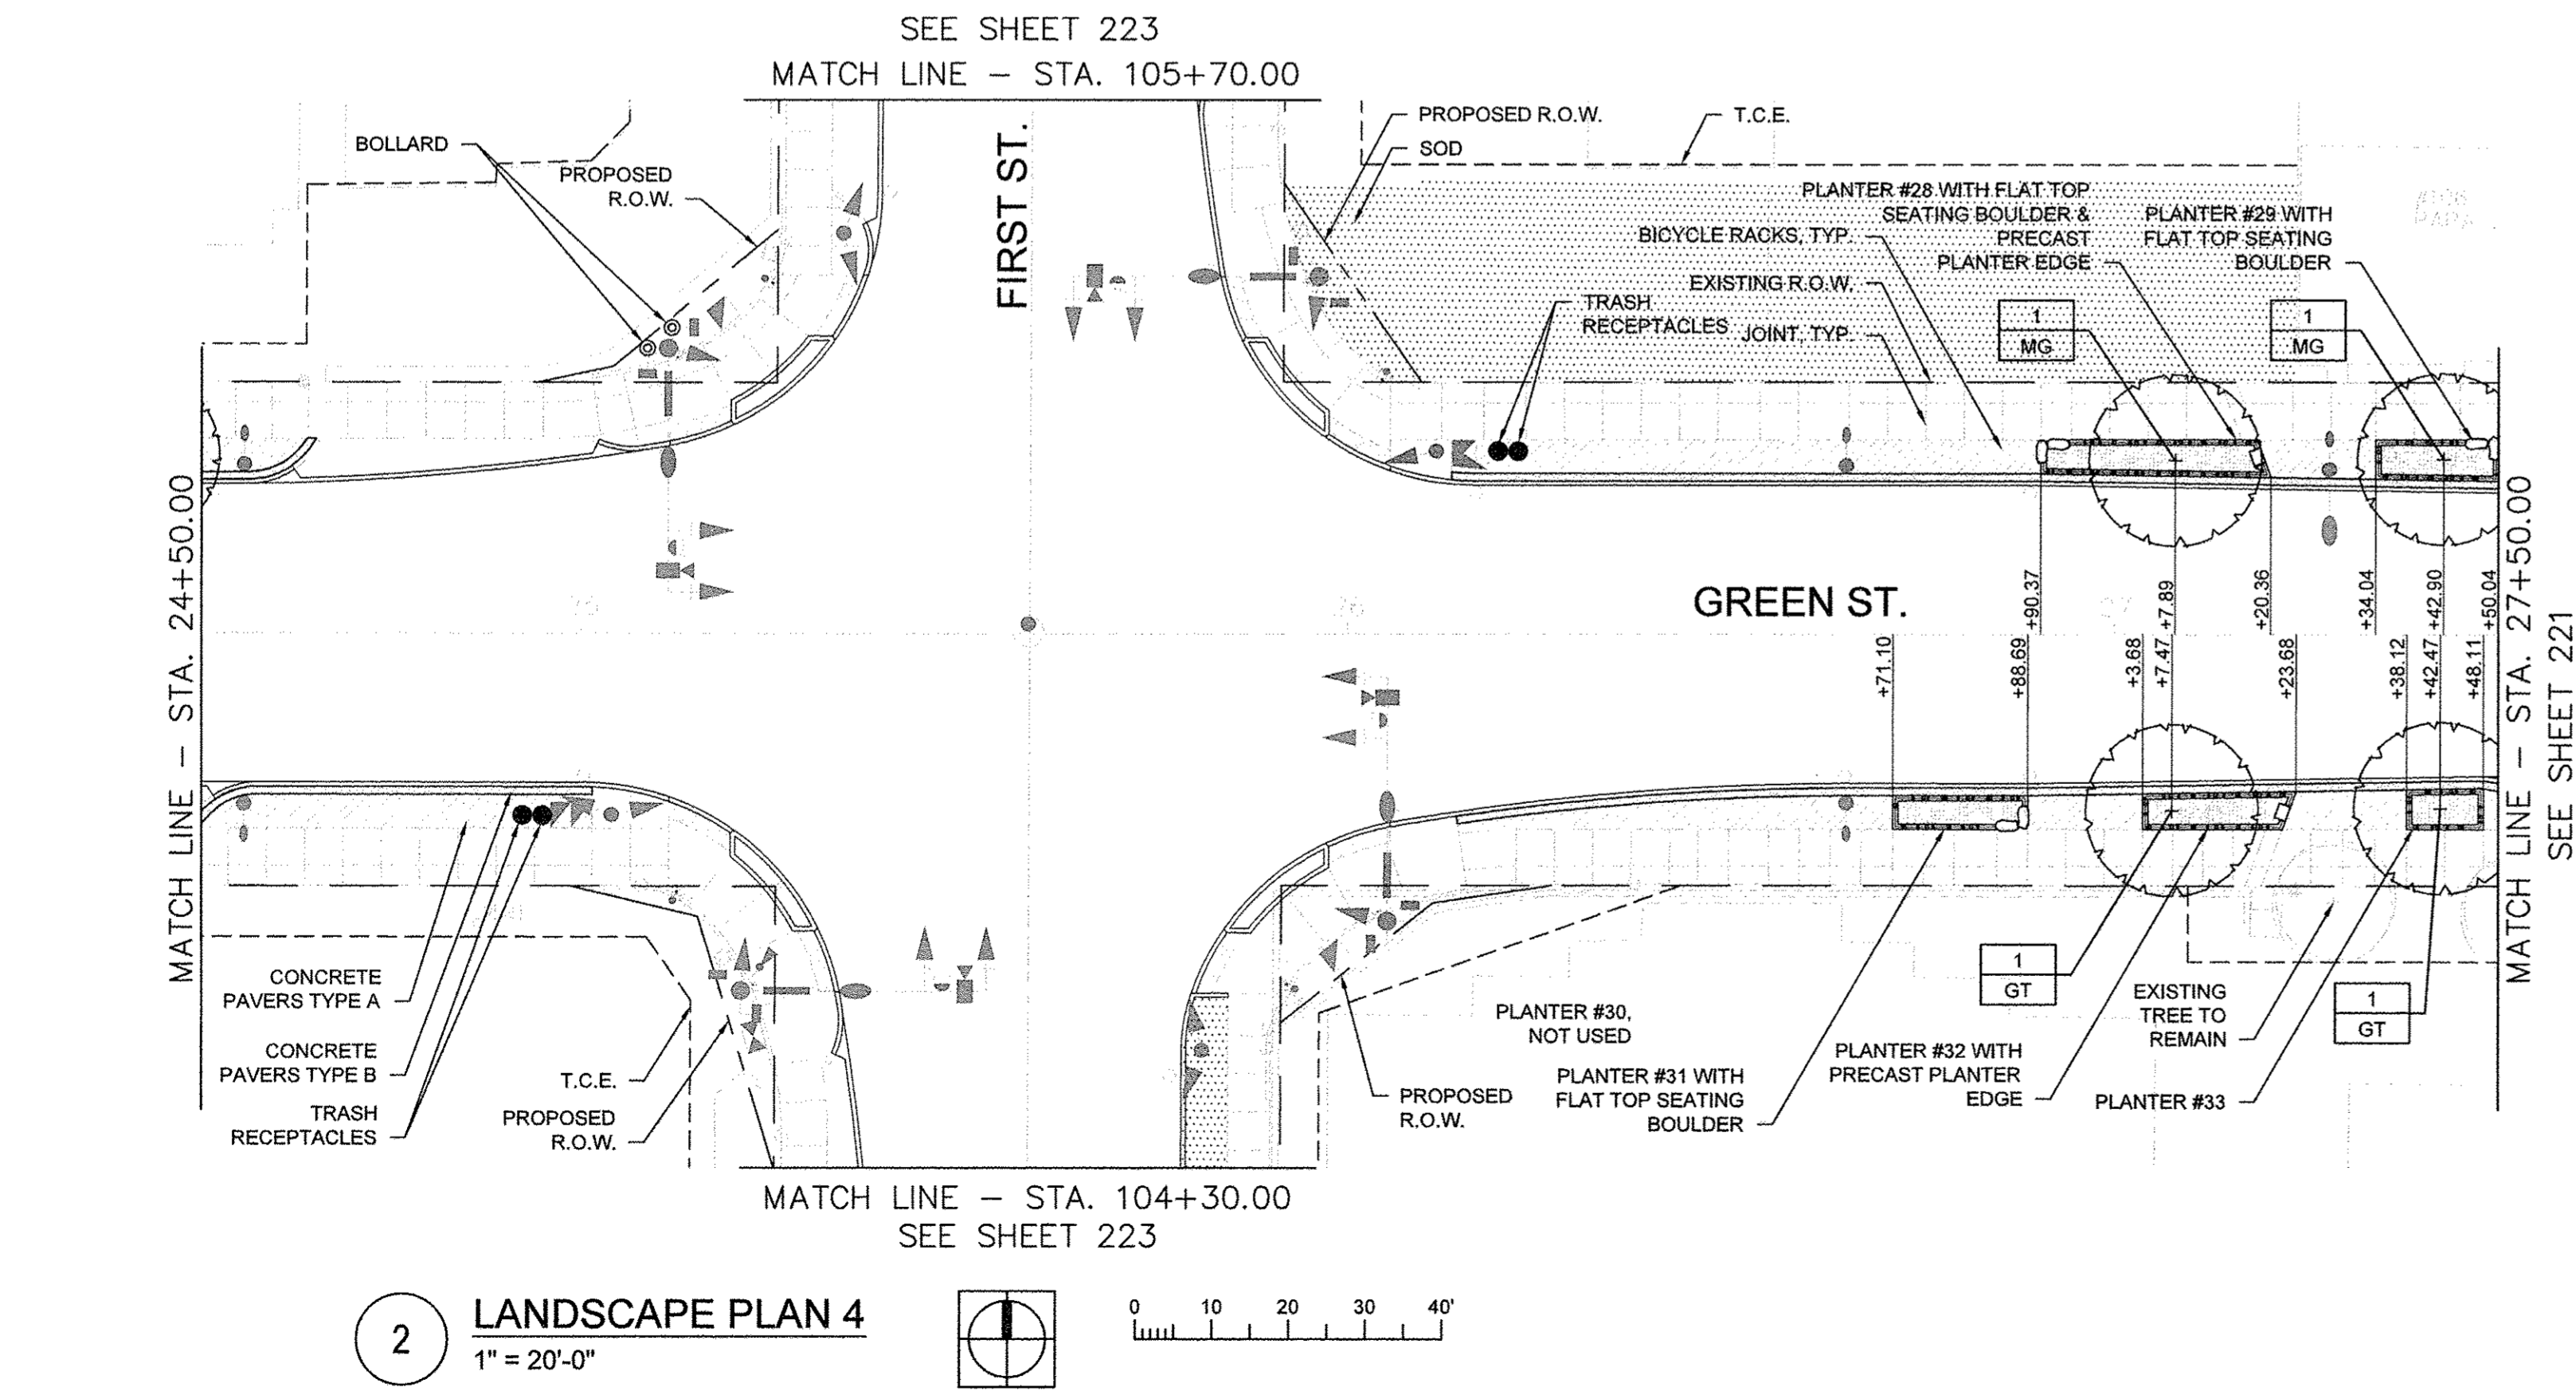 SEE SHEET 223
MATCH LINE – STA. 105+70.00
FIRST ST.
BOLLARD
PROPOSED
R.O.W.
PROPOSED R.O.W.
SOD
T.C.E.
PLANTER #28 WITH FLAT TOP
SEATING BOULDER &
PRECAST
PLANTER EDGE
PLANTER #29 WITH
FLAT TOP SEATING
BOULDER
BICYCLE RACKS, TYP.
EXISTING R.O.W.
TRASH
RECEPTACLES
JOINT, TYP.
1
MG
1
MG
MATCH LINE – STA. 24+50.00
GREEN ST.
+90.37
+7.89
+20.36
+34.04
+42.90
+50.04
+71.10
+88.69
+3.68
+7.47
+23.68
+38.12
+42.47
+48.11
MATCH LINE – STA. 27+50.00
SEE SHEET 221
CONCRETE
PAVERS TYPE A
CONCRETE
PAVERS TYPE B
TRASH
RECEPTACLES
T.C.E.
PROPOSED
R.O.W.
PROPOSED
R.O.W.
PLANTER #30,
NOT USED
PLANTER #31 WITH
FLAT TOP SEATING
BOULDER
1
GT
PLANTER #32 WITH
PRECAST PLANTER
EDGE
EXISTING
TREE TO
REMAIN
1
GT
PLANTER #33
MATCH LINE – STA. 104+30.00
SEE SHEET 223
2
LANDSCAPE PLAN 4
1" = 20'-0"
0 10 20 30 40'